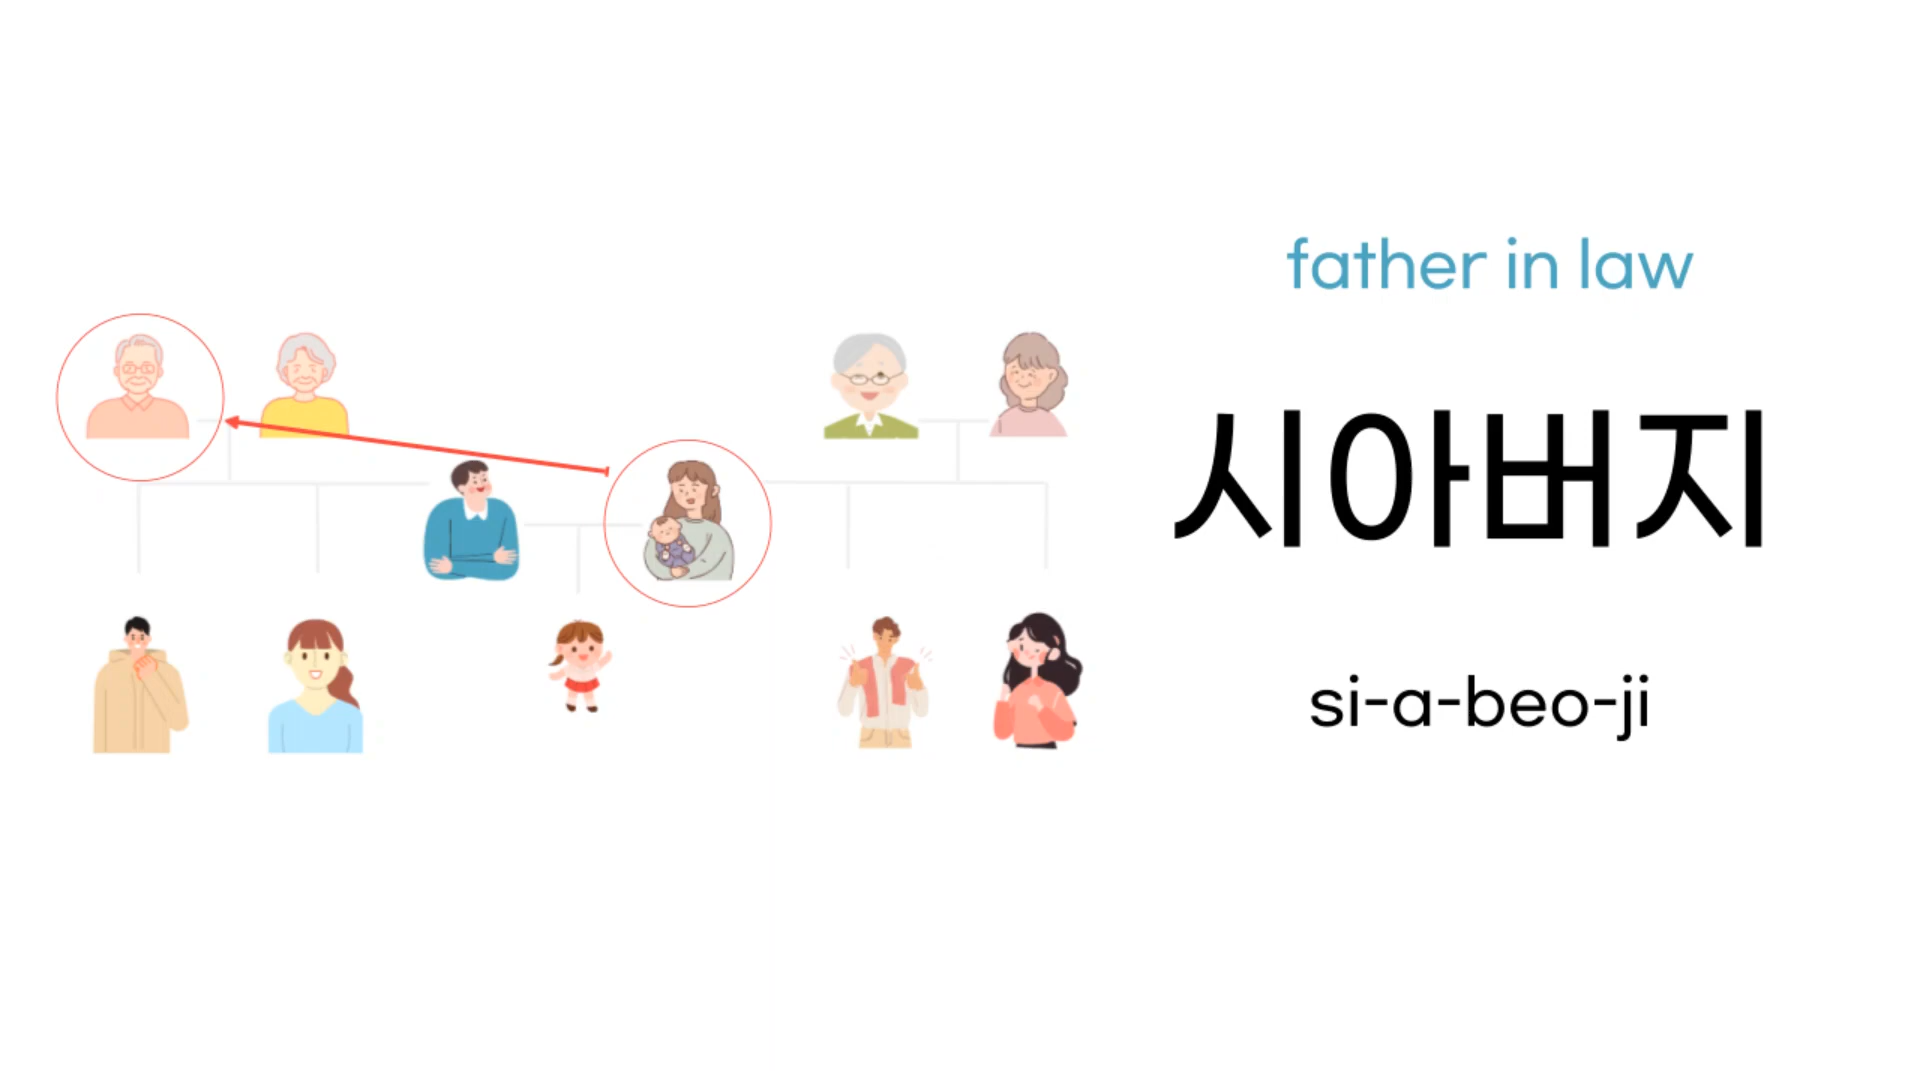 father in law
시아버지
si-a-beo-ji